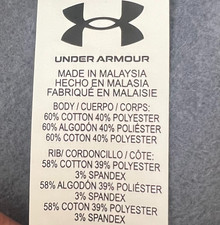 UNDER ARMOUR
MADE IN MALAYSIA
HECHO EN MALASIA
FABRIQUÉ EN MALAISIE
BODY / CUERPO / CORPS:
60% COTTON 40% POLYESTER
60% ALGODÓN 40% POLIÉSTER
60% COTON 40% POLYESTER
RIB/ CORDONCILLO / CÔTE:
58% COTTON 39% POLYESTER
3% SPANDEX
58% ALGODÓN 39% POLIÉSTER
3% SPANDEX
58% COTON 39% POLYESTER
3% SPANDEX